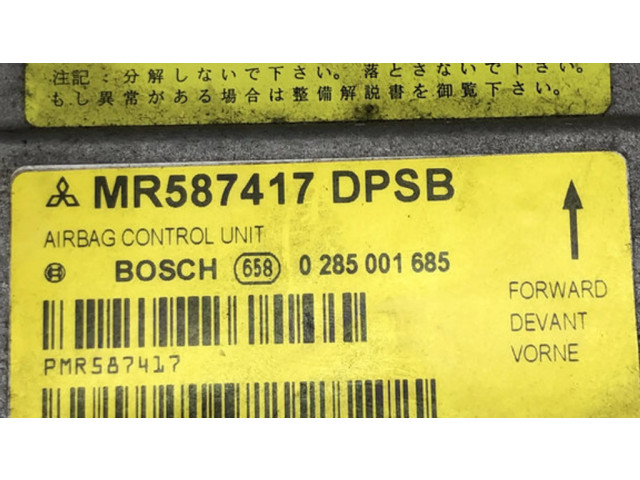 注記：分解しないで下さい。落とさないで下さい。
もし異常がある場合は整備解説書を御覧下さい。
MR587417 DPSB
AIRBAG CONTROL UNIT
BOSCH 658 0 285 001 685
PMR587417
FORWARD
DEVANT
VORNE